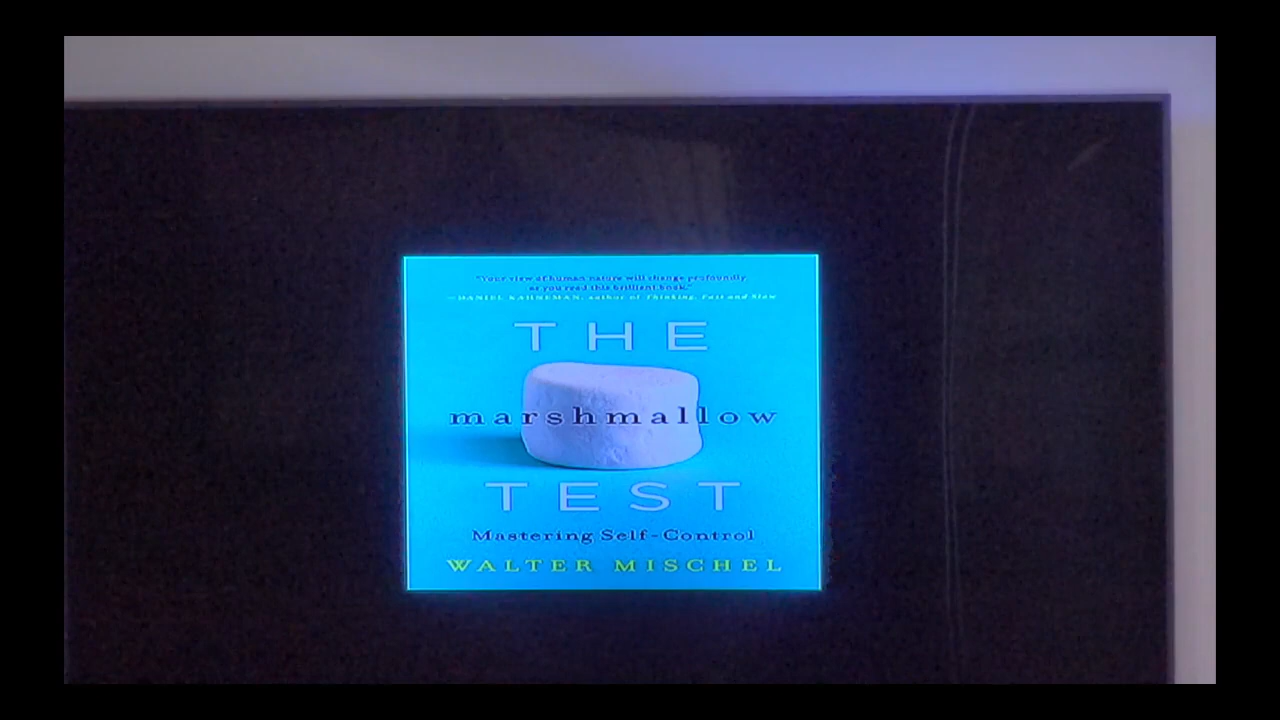 "Your view of human nature will change profoundly,
as you read this brilliant book."
—DANIEL KAHNEMAN, author of Thinking, Fast and Slow
THE
marshmallow
TEST
Mastering Self-Control
WALTER MISCHEL